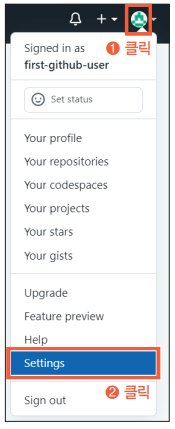 Signed in as
first-github-user
❶ 클릭
Set status
Your profile
Your repositories
Your codespaces
Your projects
Your stars
Your gists
Upgrade
Feature preview
Help
Settings
Sign out
❷ 클릭